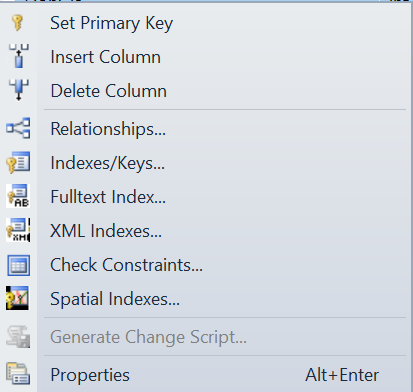 Set Primary Key
Insert Column
Delete Column
Relationships...
Indexes/Keys...
Fulltext Index...
XML Indexes...
Check Constraints...
Spatial Indexes...
Generate Change Script...
Properties Alt+Enter